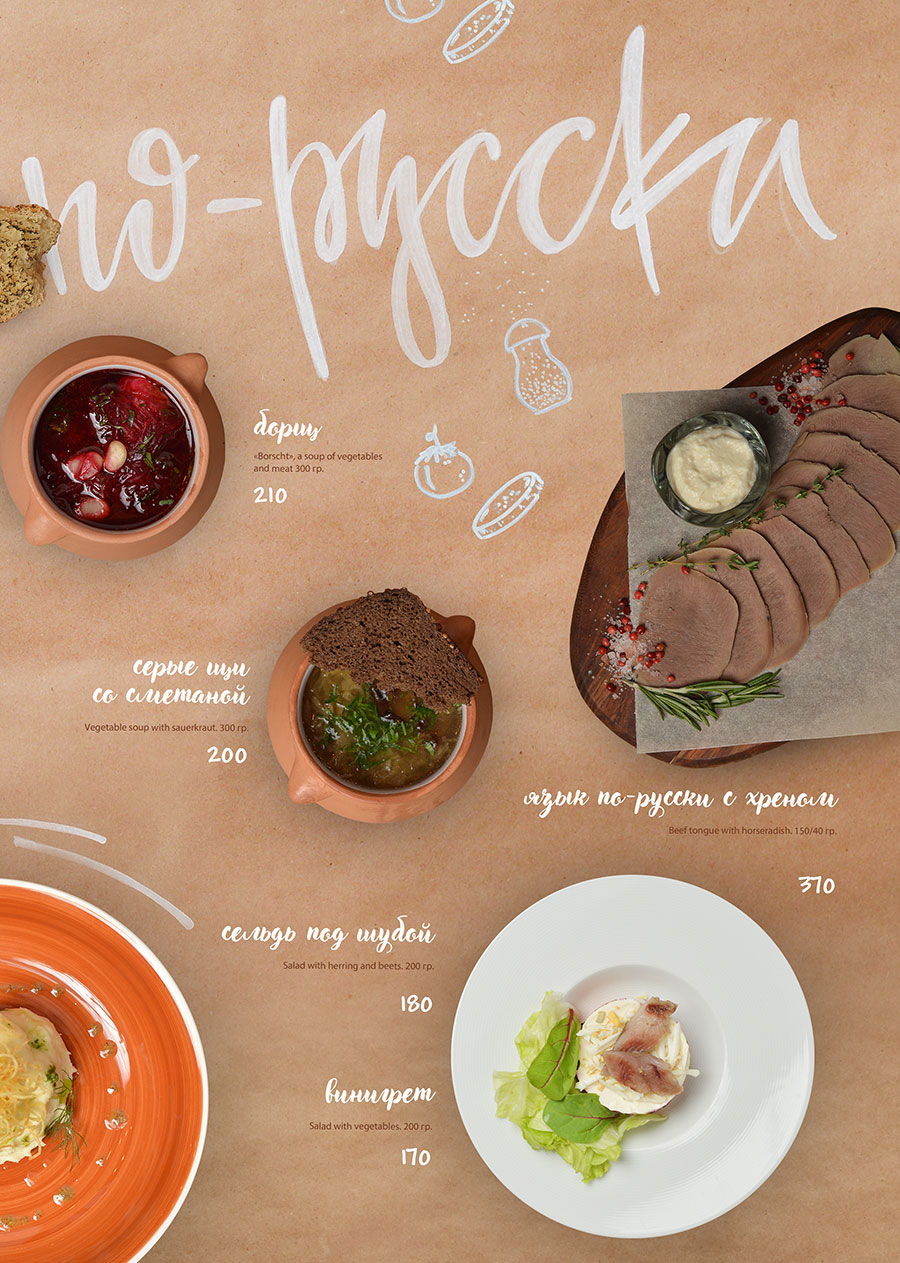 по-русски
борщ
«Borscht», a soup of vegetables
and meat 300 гр.
210
серые щи
со сметаной
Vegetable soup with sauerkraut. 300 гр.
200
язык по-русски с хреном
Beef tongue with horseradish. 150/40 гр.
370
сельдь под шубой
Salad with herring and beets. 200 гр.
180
винигрет
Salad with vegetables. 200 гр.
170